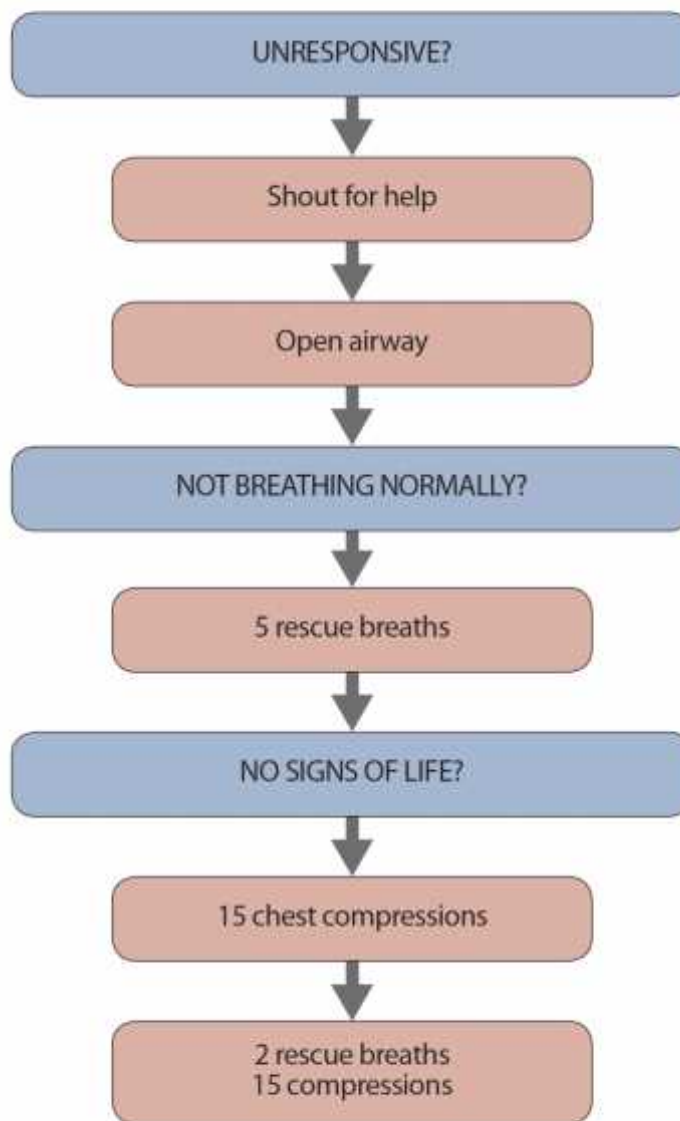 UNRESPONSIVE?
Shout for help
Open airway
NOT BREATHING NORMALLY?
5 rescue breaths
NO SIGNS OF LIFE?
15 chest compressions
2 rescue breaths
15 compressions